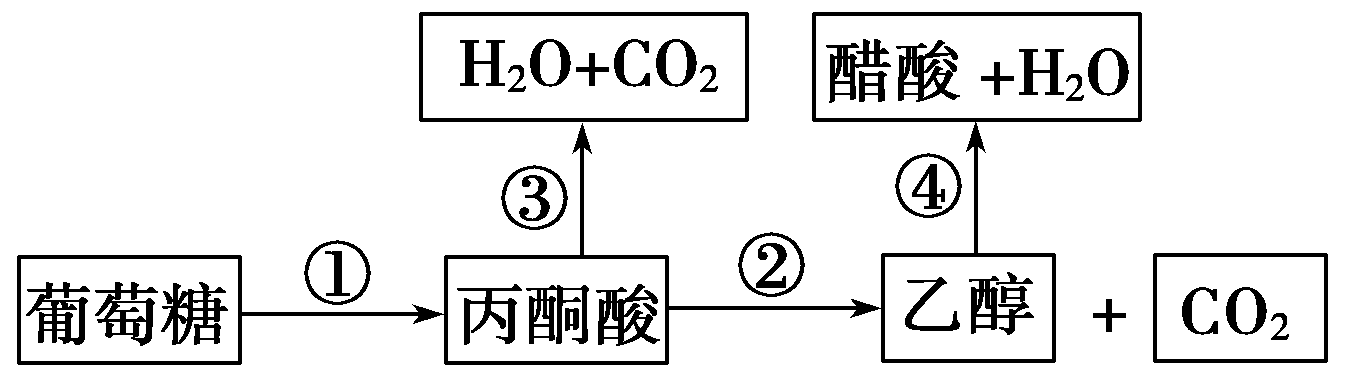 H₂O+CO₂
醋酸 +H₂O
③
④
①
②
葡萄糖
丙酮酸
乙醇 + CO₂